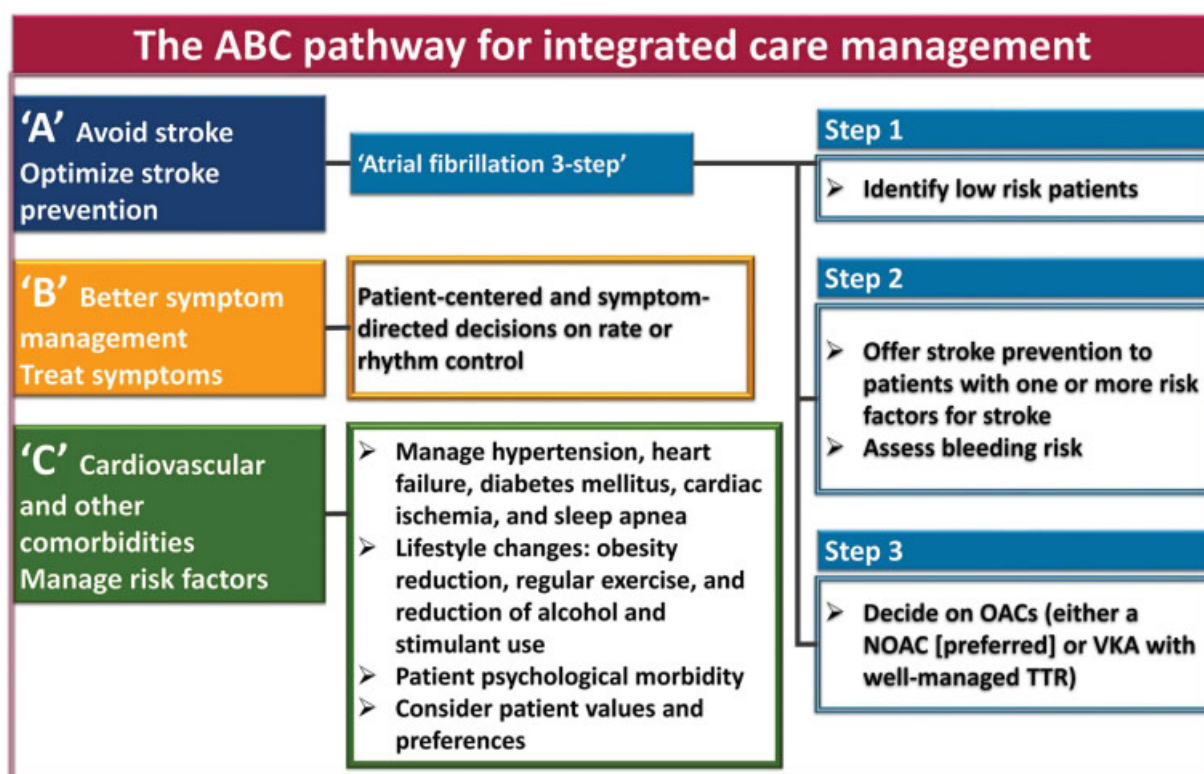 The ABC pathway for integrated care management
‘A’ Avoid stroke
Optimize stroke
prevention
‘Atrial fibrillation 3-step’
Step 1
➤ Identify low risk patients
Step 2
➤ Offer stroke prevention to
patients with one or more risk
factors for stroke
➤ Assess bleeding risk
Step 3
➤ Decide on OACs (either a
NOAC [preferred] or VKA with
well-managed TTR)
‘B’ Better symptom
management
Treat symptoms
Patient-centered and symptom-
directed decisions on rate or
rhythm control
‘C’ Cardiovascular
and other
comorbidities
Manage risk factors
➤ Manage hypertension, heart
failure, diabetes mellitus, cardiac
ischemia, and sleep apnea
➤ Lifestyle changes: obesity
reduction, regular exercise, and
reduction of alcohol and
stimulant use
➤ Patient psychological morbidity
➤ Consider patient values and
preferences